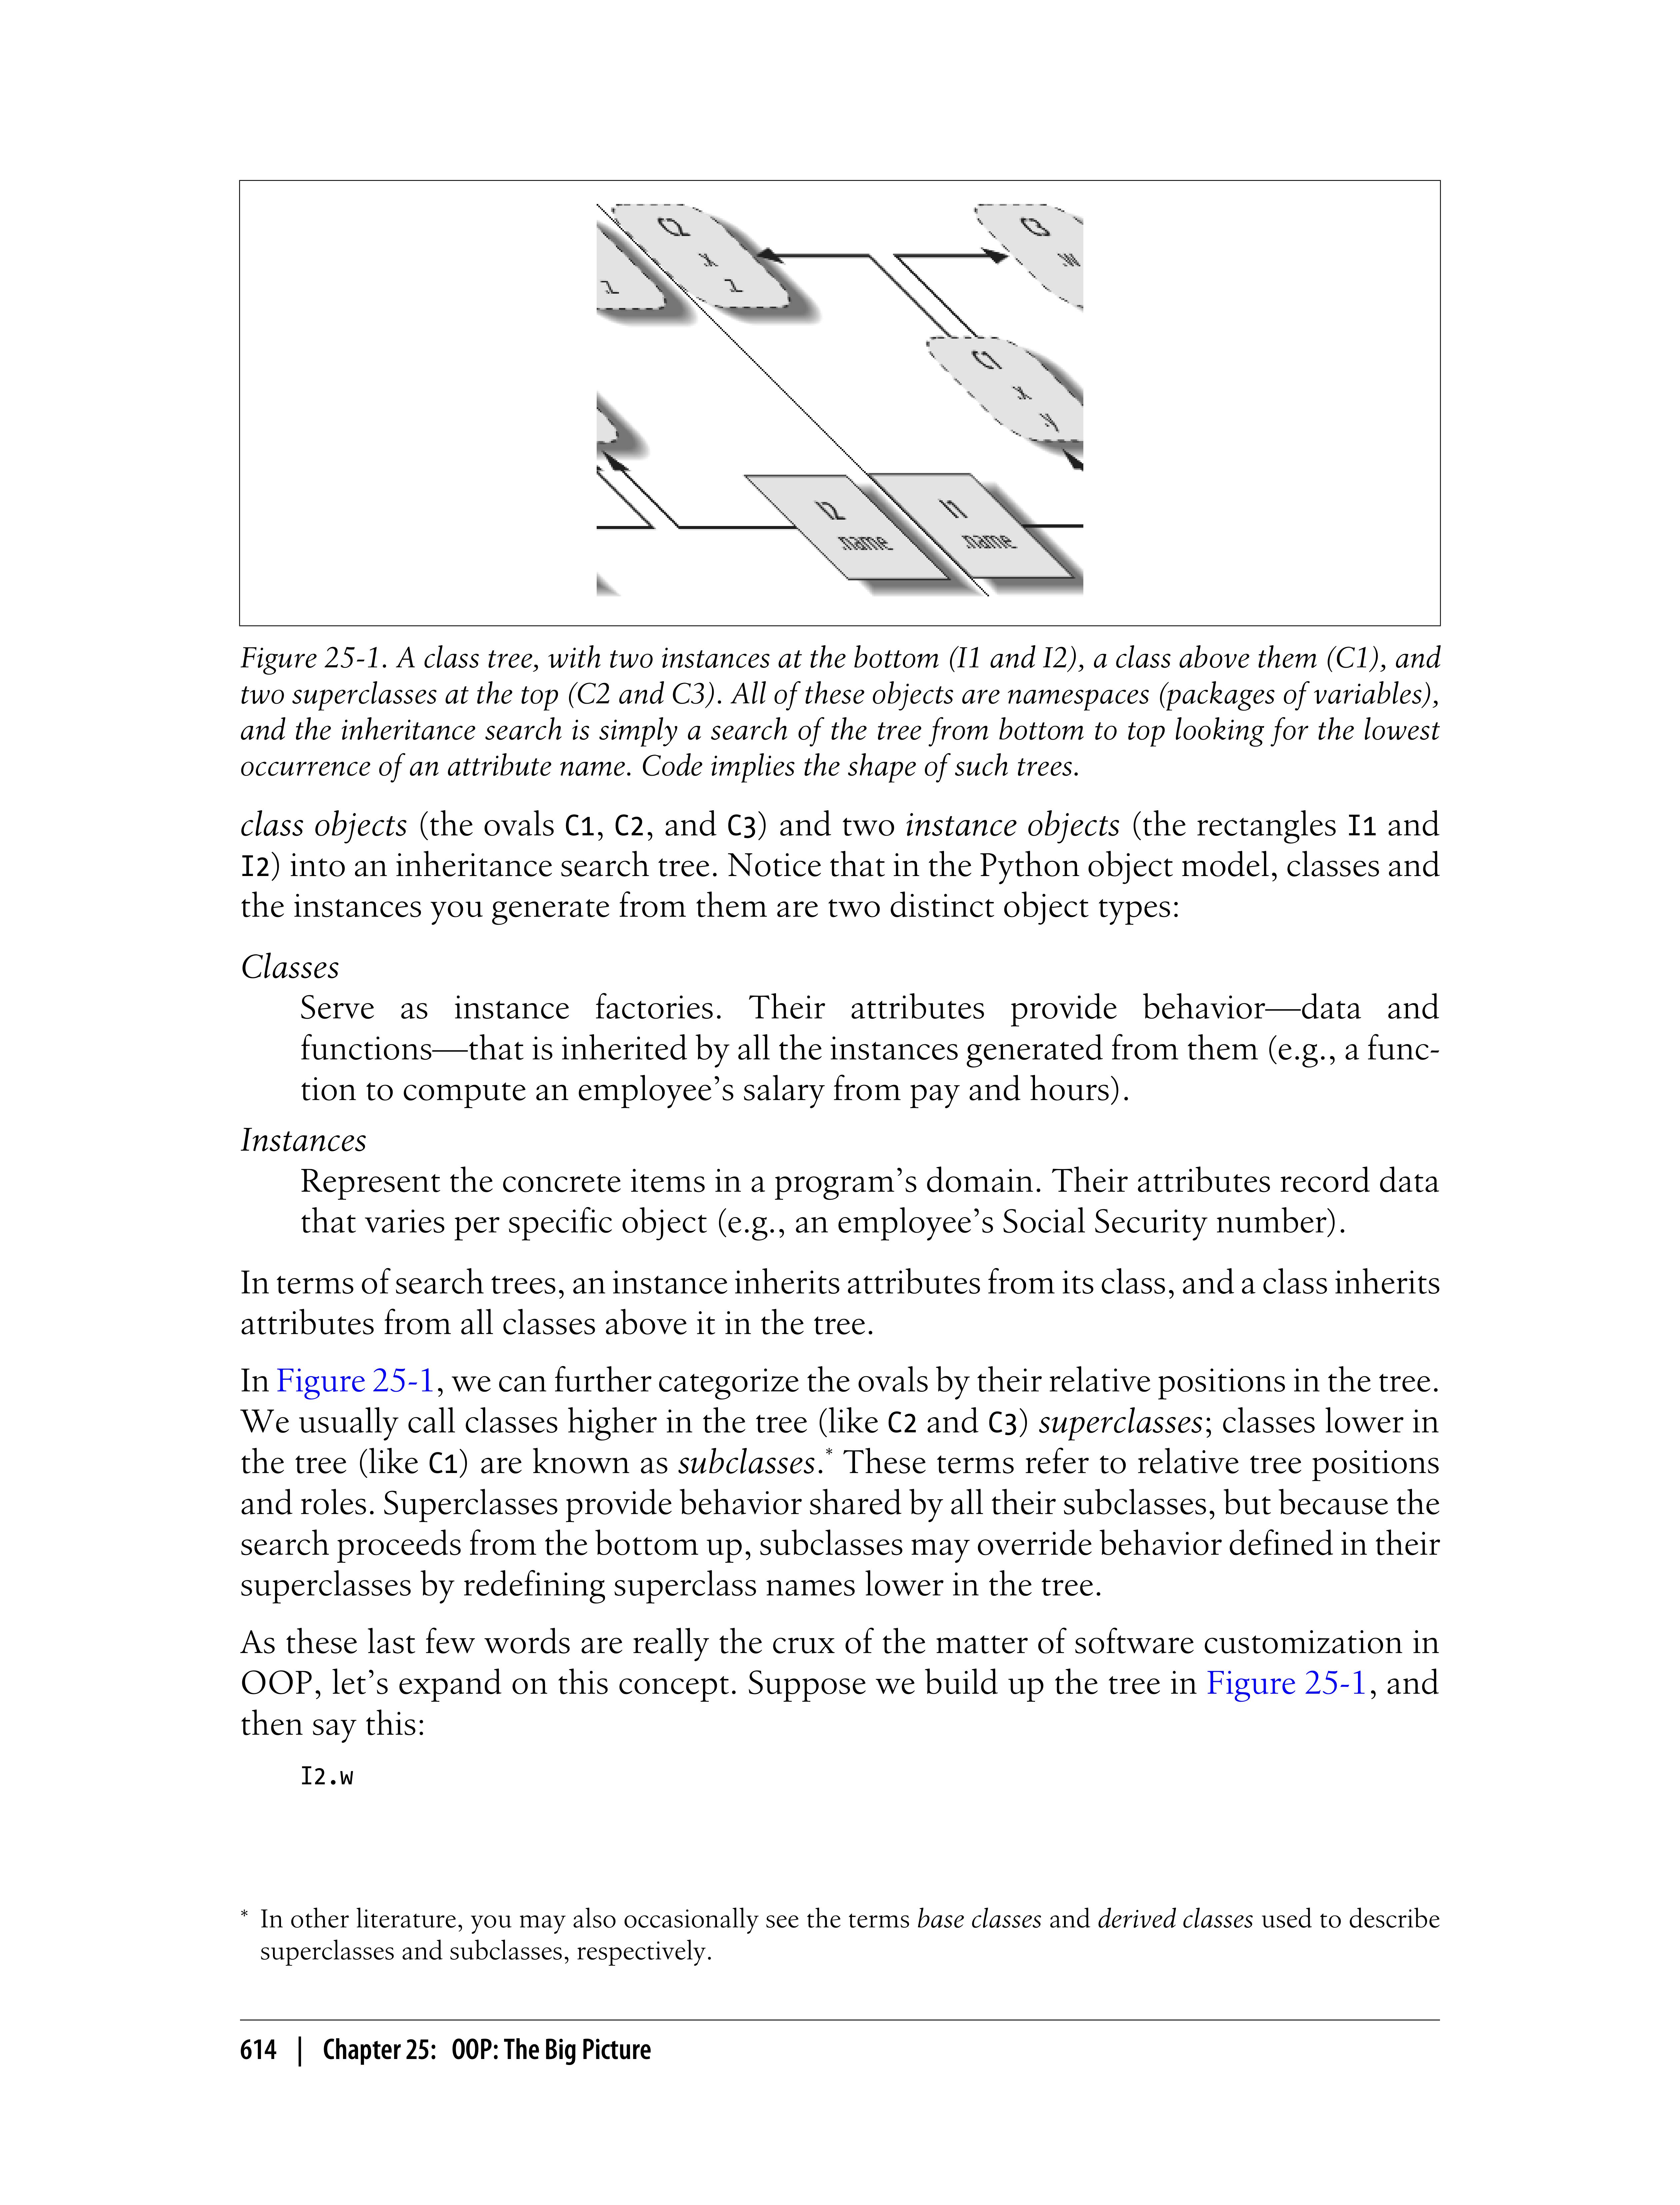 C2
.x
C3
.w
C1
.x
.y
I2
.name
I1
.name
Figure 25-1. A class tree, with two instances at the bottom (I1 and I2), a class above them (C1), and
two superclasses at the top (C2 and C3). All of these objects are namespaces (packages of variables),
and the inheritance search is simply a search of the tree from bottom to top looking for the lowest
occurrence of an attribute name. Code implies the shape of such trees.
class objects (the ovals C1, C2, and C3) and two instance objects (the rectangles I1 and
I2) into an inheritance search tree. Notice that in the Python object model, classes and
the instances you generate from them are two distinct object types:
Classes
Serve as instance factories. Their attributes provide behavior—data and
functions—that is inherited by all the instances generated from them (e.g., a func-
tion to compute an employee’s salary from pay and hours).
Instances
Represent the concrete items in a program’s domain. Their attributes record data
that varies per specific object (e.g., an employee’s Social Security number).
In terms of search trees, an instance inherits attributes from its class, and a class inherits
attributes from all classes above it in the tree.
In Figure 25-1, we can further categorize the ovals by their relative positions in the tree.
We usually call classes higher in the tree (like C2 and C3) superclasses; classes lower in
the tree (like C1) are known as subclasses.* These terms refer to relative tree positions
and roles. Superclasses provide behavior shared by all their subclasses, but because the
search proceeds from the bottom up, subclasses may override behavior defined in their
superclasses by redefining superclass names lower in the tree.
As these last few words are really the crux of the matter of software customization in
OOP, let’s expand on this concept. Suppose we build up the tree in Figure 25-1, and
then say this:
I2.w
* In other literature, you may also occasionally see the terms base classes and derived classes used to describe
superclasses and subclasses, respectively.
614 | Chapter 25: OOP: The Big Picture